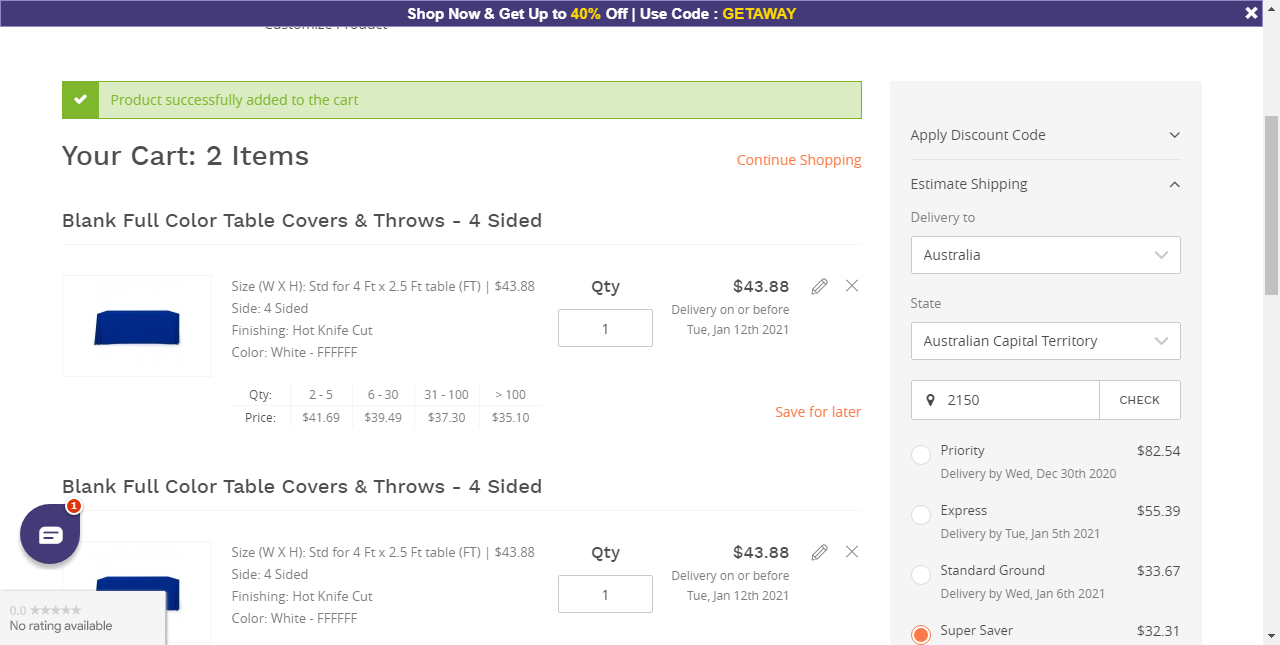 Shop Now & Get Up to 40% Off | Use Code : GETAWAY
Customize Product
Product successfully added to the cart
Your Cart: 2 Items
Continue Shopping
Blank Full Color Table Covers & Throws - 4 Sided
Size (W X H): Std for 4 Ft x 2.5 Ft table (FT) | $43.88
Side: 4 Sided
Finishing: Hot Knife Cut
Color: White - FFFFFF
Qty
1
$43.88
Delivery on or before
Tue, Jan 12th 2021
Qty: 2 - 5 6 - 30 31 - 100 > 100
Price: $41.69 $39.49 $37.30 $35.10
Save for later
Blank Full Color Table Covers & Throws - 4 Sided
Size (W X H): Std for 4 Ft x 2.5 Ft table (FT) | $43.88
Side: 4 Sided
Finishing: Hot Knife Cut
Color: White - FFFFFF
Qty
1
$43.88
Delivery on or before
Tue, Jan 12th 2021
1
0.0
No rating available
Apply Discount Code
Estimate Shipping
Delivery to
Australia
State
Australian Capital Territory
2150 CHECK
Priority $82.54
Delivery by Wed, Dec 30th 2020
Express $55.39
Delivery by Tue, Jan 5th 2021
Standard Ground $33.67
Delivery by Wed, Jan 6th 2021
Super Saver $32.31